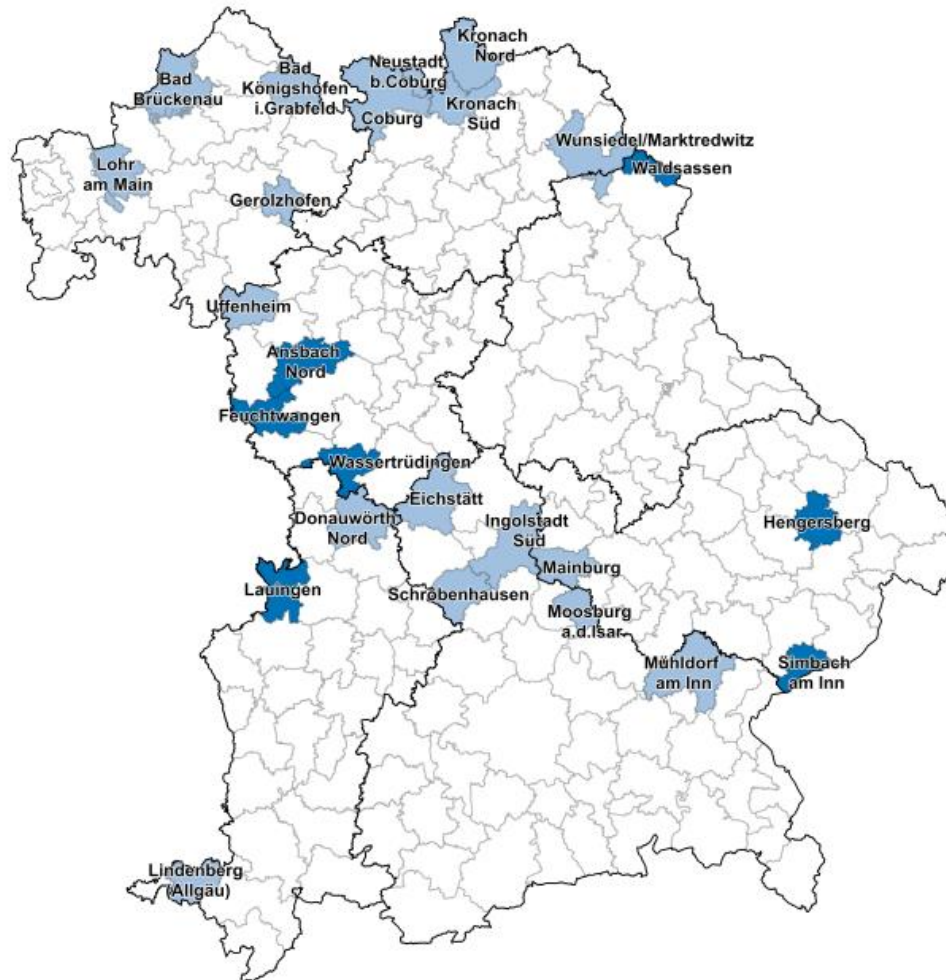 Kronach
Nord
Neustadt
b.Coburg
Bad
Königshofen
i.Grabfeld
Bad
Brückenau
Coburg
Kronach
Süd
Wunsiedel/Marktredwitz
Waldsassen
Lohr
am Main
Gerolzhofen
Uffenheim
Ansbach
Nord
Feuchtwangen
Wassertrüdingen
Eichstätt
Donauwörth
Nord
Ingolstadt
Süd
Hengersberg
Mainburg
Lauingen
Schrobenhausen
Moosburg
a.d.Isar
Mühldorf
am Inn
Simbach
am Inn
Lindenberg
(Allgäu)